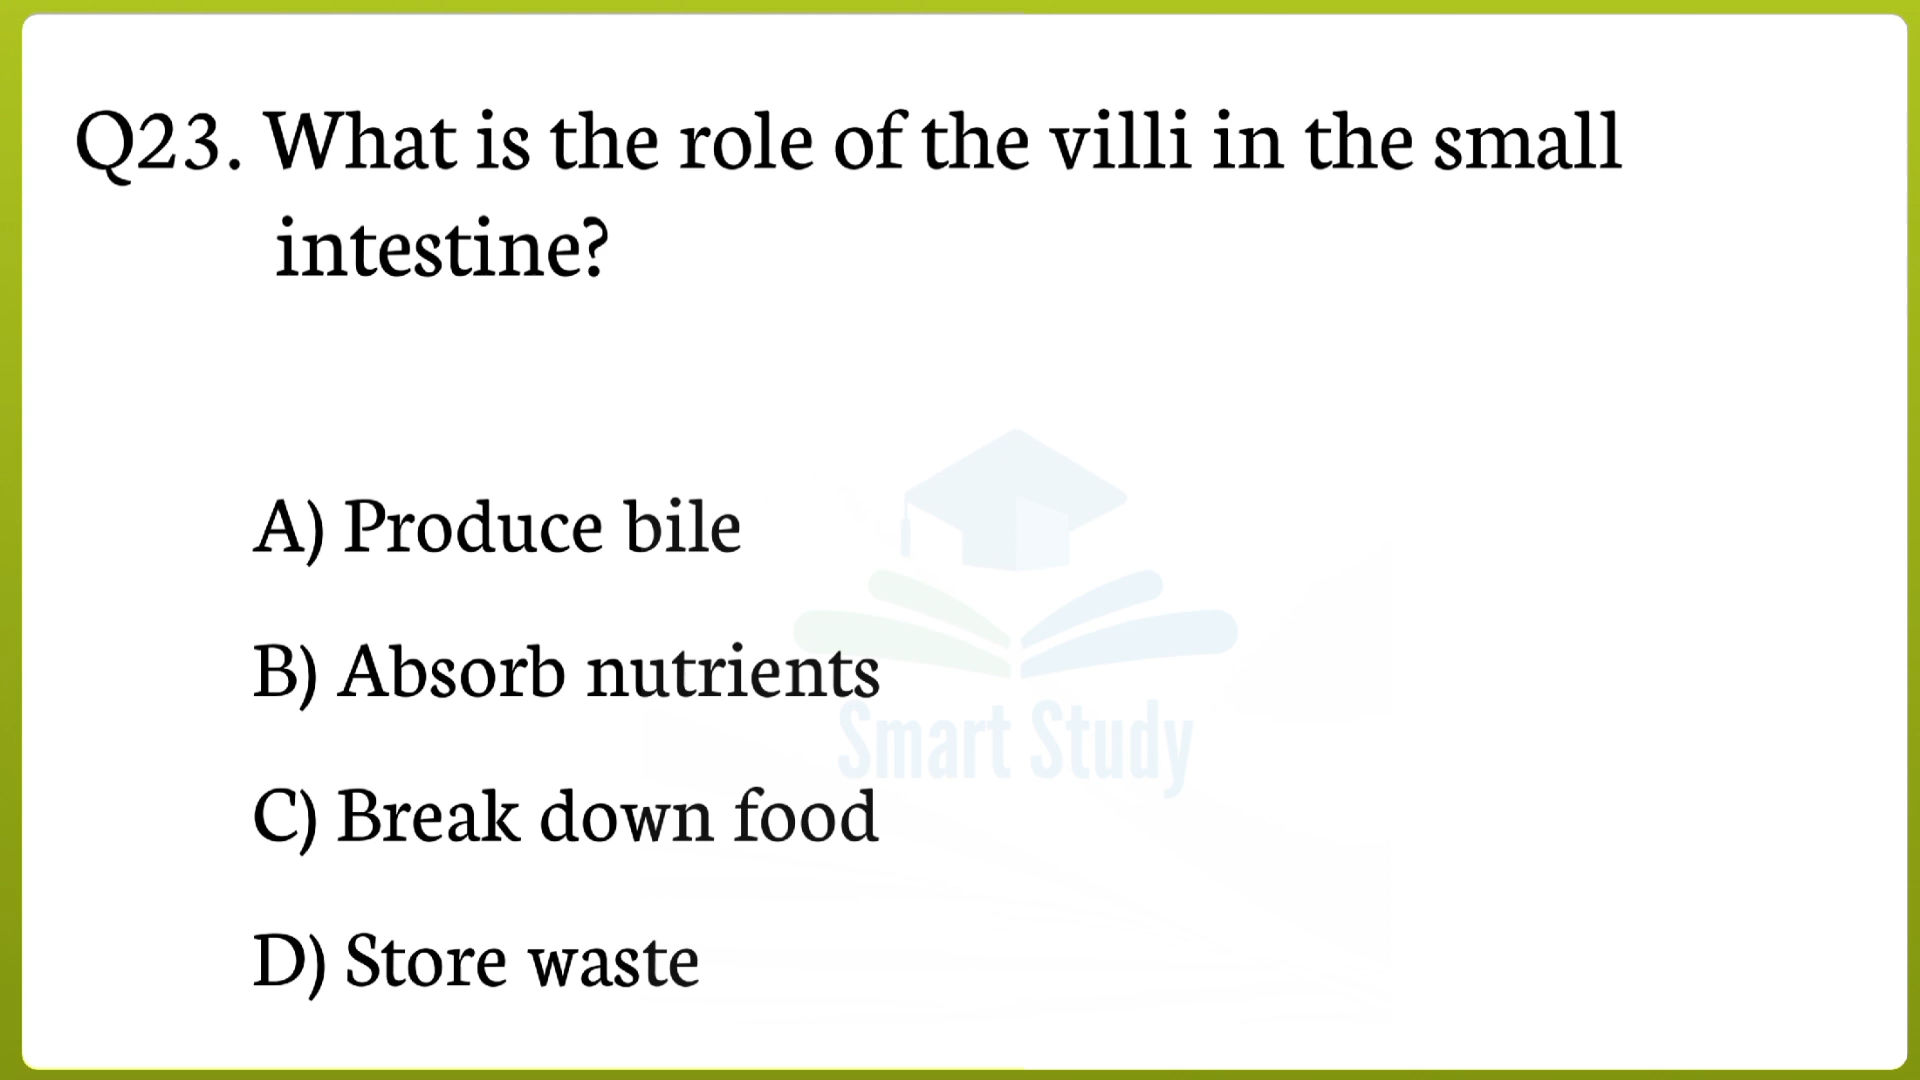 Q23. What is the role of the villi in the small
intestine?
A) Produce bile
B) Absorb nutrients
Smart Study
C) Break down food
D) Store waste